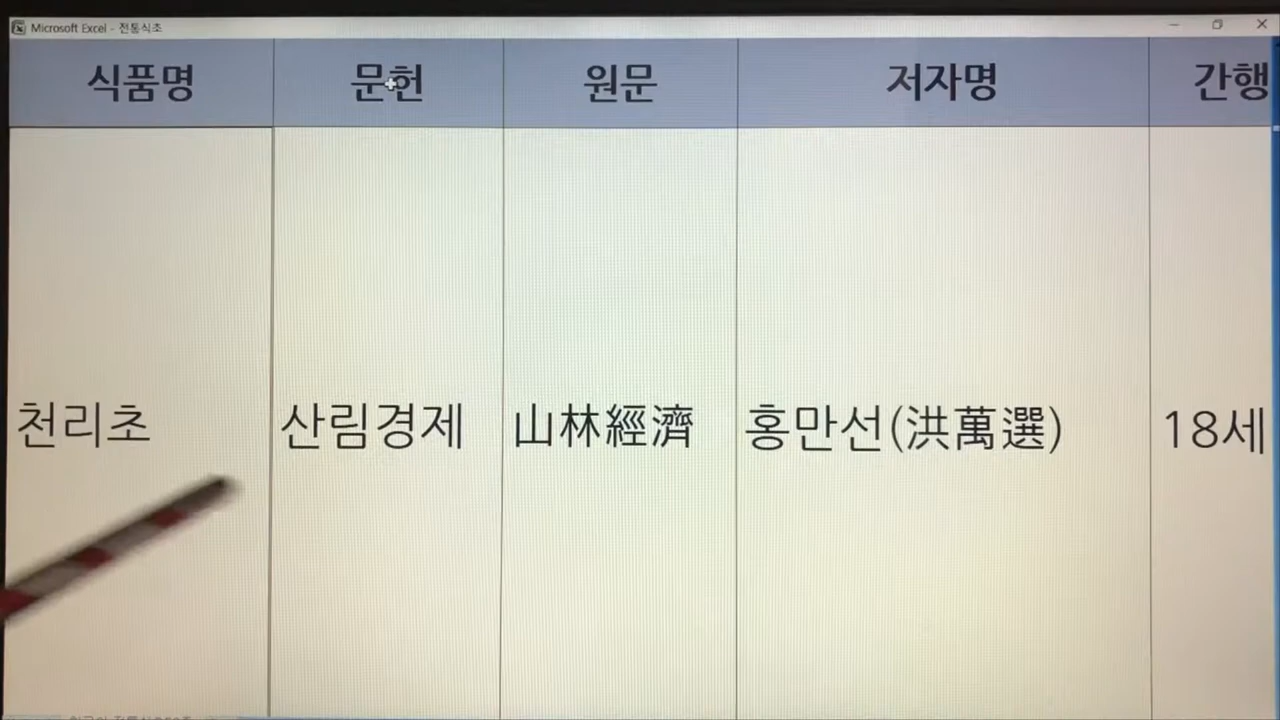 Microsoft Excel - 전통식초
식품명 문헌 원문 저자명 간행
천리초 산림경제 山林經濟 홍만선(洪萬選) 18세